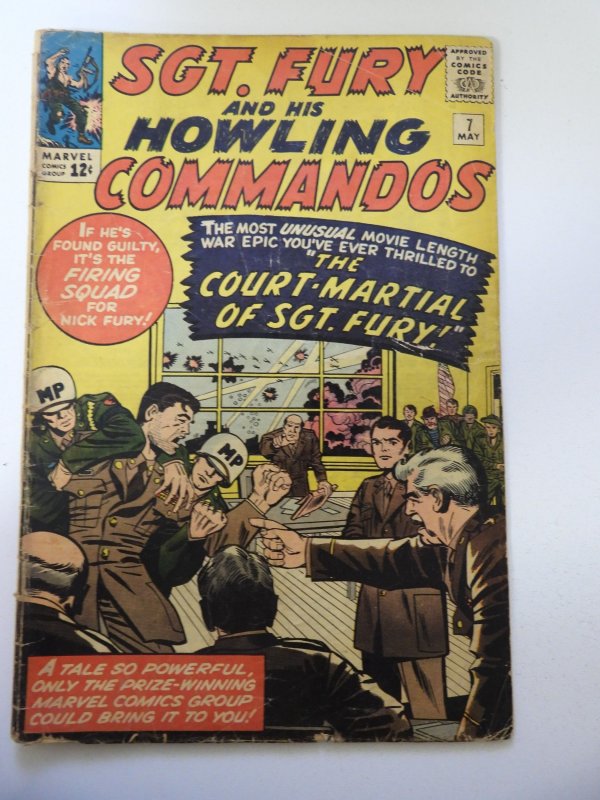 SGT. FURY
AND HIS
HOWLING
COMMANDOS
APPROVED
BY THE
COMICS
CODE
AUTHORITY
7
MAY
MARVEL
COMICS
GROUP 12¢
IF HE'S
FOUND GUILTY,
IT'S THE
FIRING
SQUAD
FOR
NICK FURY!
THE MOST UNUSUAL MOVIE LENGTH
WAR EPIC YOU'VE EVER THRILLED TO
"THE
COURT-MARTIAL
OF SGT. FURY!"
MP
MP
A TALE SO POWERFUL,
ONLY THE PRIZE-WINNING
MARVEL COMICS GROUP
COULD BRING IT TO YOU!